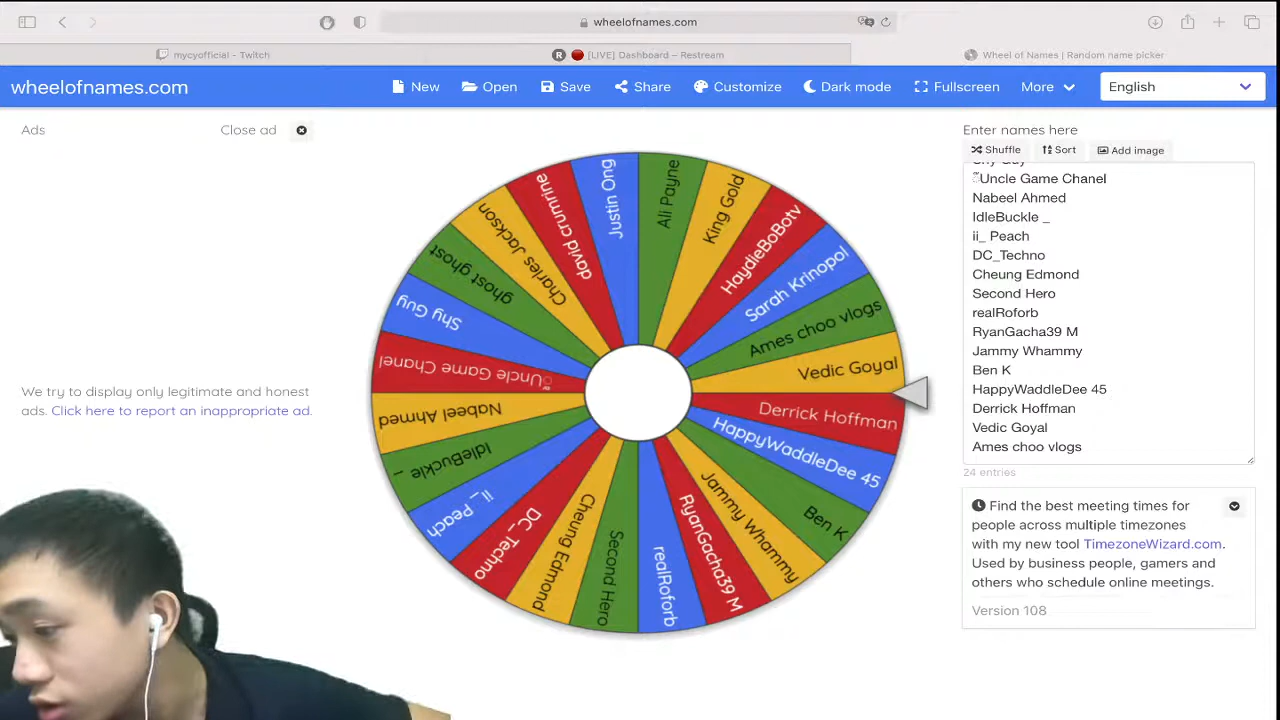 wheelofnames.com
mycyofficial - Twitch
R [LIVE] Dashboard – Restream
Wheel of Names | Random name picker
wheelofnames.com
New
Open
Save
Share
Customize
Dark mode
Fullscreen
More
English
Ads
Close ad
We try to display only legitimate and honest
ads. Click here to report an inappropriate ad.
Justin Ong
Ali Payne
King Gold
HaydieBoBotv
Sarah Krinopol
Ames choo vlogs
Vedic Goyal
Derrick Hoffman
HappyWaddleDee 45
Ben K
Jammy Whammy
RyanGacha39 M
realRoforb
Second Hero
Cheung Edmond
DC_Techno
ii_ Peach
IdleBuckle _
Nabeel Ahmed
Uncle Game Chanel
Shy Guy
ghost ghost
Charles Jackson
david crumrine
Enter names here
Shuffle
Sort
Add image
Shy Guy
Uncle Game Chanel
Nabeel Ahmed
IdleBuckle _
ii_ Peach
DC_Techno
Cheung Edmond
Second Hero
realRoforb
RyanGacha39 M
Jammy Whammy
Ben K
HappyWaddleDee 45
Derrick Hoffman
Vedic Goyal
Ames choo vlogs
24 entries
Find the best meeting times for
people across multiple timezones
with my new tool TimezoneWizard.com.
Used by business people, gamers and
others who schedule online meetings.
Version 108